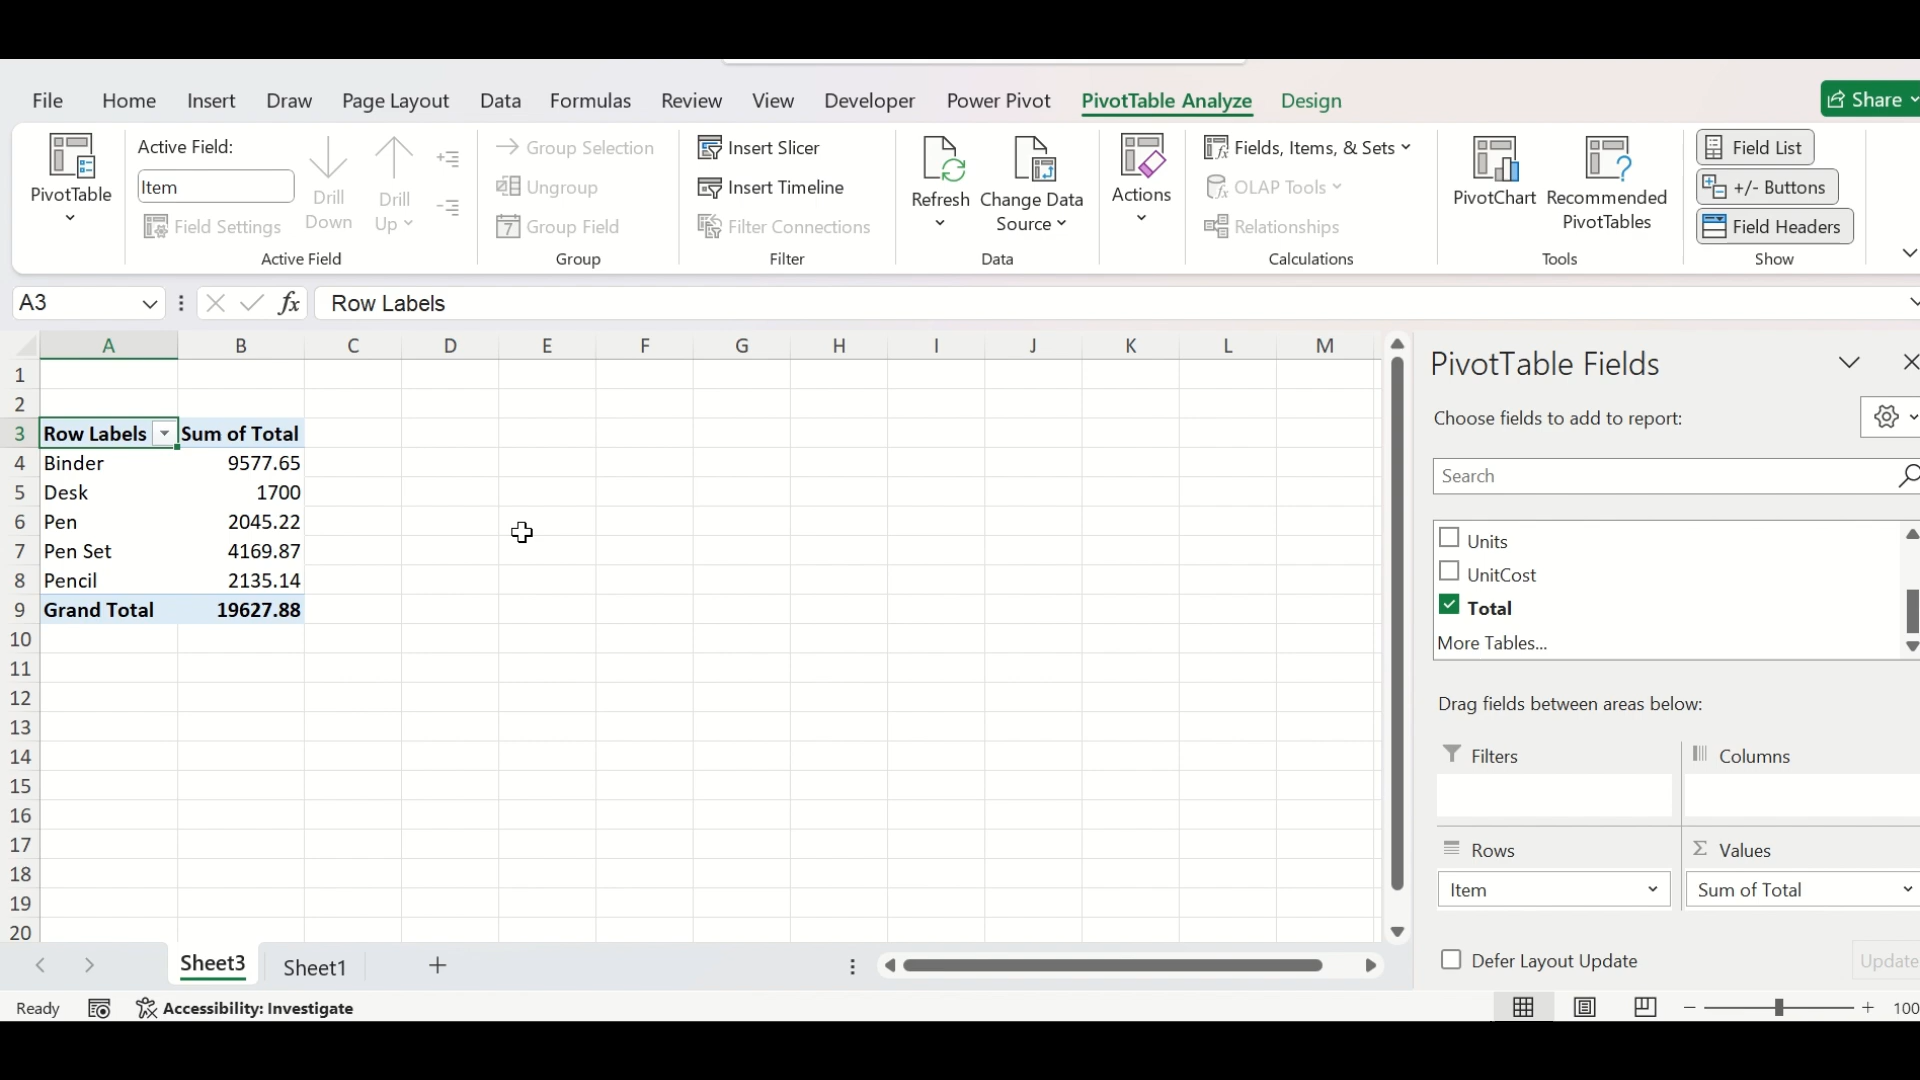 File Home Insert Draw Page Layout Data Formulas Review View Developer Power Pivot PivotTable Analyze Design Share
PivotTable
Active Field:
Item
Field Settings
Drill
Down
Drill
Up
Active Field
Group Selection
Ungroup
7 Group Field
Group
Insert Slicer
Insert Timeline
Filter Connections
Filter
Refresh
Change Data
Source
Data
Actions
Fields, Items, & Sets
OLAP Tools
Relationships
Calculations
PivotChart
Recommended
PivotTables
Tools
Field List
+/- Buttons
Field Headers
Show
A3 fx Row Labels
A B C D E F G H I J K L M
1
2
3 Row Labels Sum of Total
4 Binder 9577.65
5 Desk 1700
6 Pen 2045.22
7 Pen Set 4169.87
8 Pencil 2135.14
9 Grand Total 19627.88
10
11
12
13
14
15
16
17
18
19
20
PivotTable Fields
Choose fields to add to report:
Search
Units
UnitCost
Total
More Tables...
Drag fields between areas below:
Filters Columns
Rows Σ Values
Item Sum of Total
Defer Layout Update Update
Sheet3 Sheet1 +
Ready Accessibility: Investigate − + 100